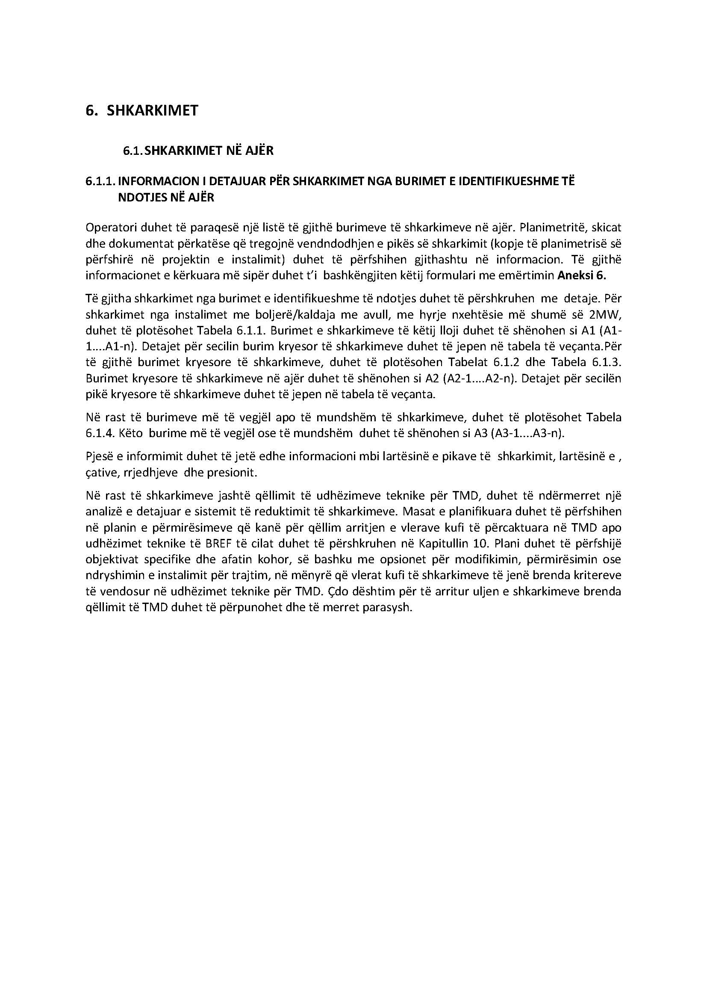 6. SHKARKIMET
6.1. SHKARKIMET NË AJËR
6.1.1. INFORMACION I DETAJUAR PËR SHKARKIMET NGA BURIMET E IDENTIFIKUESHME TË
NDOTJES NË AJËR
Operatori duhet të paraqesë një listë të gjithë burimeve të shkarkimeve në ajër. Planimetritë, skicat
dhe dokumentat përkatëse që tregojnë vendndodhjen e pikës së shkarkimit (kopje të planimetrisë së
përfshirë në projektin e instalimit) duhet të përfshihen gjithashtu në informacion. Të gjithë
informacionet e kërkuara më sipër duhet t’i bashkëngjiten këtij formulari me emërtimin Aneksi 6.
Të gjitha shkarkimet nga burimet e identifikueshme të ndotjes duhet të përshkruhen me detaje. Për
shkarkimet nga instalimet me boljerë/kaldaja me avull, me hyrje nxehtësie më shumë së 2MW,
duhet të plotësohet Tabela 6.1.1. Burimet e shkarkimeve të këtij lloji duhet të shënohen si A1 (A1-
1....A1-n). Detajet për secilin burim kryesor të shkarkimeve duhet të jepen në tabela të veçanta.Për
të gjithë burimet kryesore të shkarkimeve, duhet të plotësohen Tabelat 6.1.2 dhe Tabela 6.1.3.
Burimet kryesore të shkarkimeve në ajër duhet të shënohen si A2 (A2-1....A2-n). Detajet për secilën
pikë kryesore të shkarkimeve duhet të jepen në tabela të veçanta.
Në rast të burimeve më të vegjël apo të mundshëm të shkarkimeve, duhet të plotësohet Tabela
6.1.4. Këto burime më të vegjël ose të mundshëm duhet të shënohen si A3 (A3-1....A3-n).
Pjesë e informimit duhet të jetë edhe informacioni mbi lartësinë e pikave të shkarkimit, lartësinë e ,
çative, rrjedhjeve dhe presionit.
Në rast të shkarkimeve jashtë qëllimit të udhëzimeve teknike për TMD, duhet të ndërmerret një
analizë e detajuar e sistemit të reduktimit të shkarkimeve. Masat e planifikuara duhet të përfshihen
në planin e përmirësimeve që kanë për qëllim arritjen e vlerave kufi të përcaktuara në TMD apo
udhëzimet teknike të BREF të cilat duhet të përshkruhen në Kapitullin 10. Plani duhet të përfshijë
objektivat specifike dhe afatin kohor, së bashku me opsionet për modifikimin, përmirësimin ose
ndryshimin e instalimit për trajtim, në mënyrë që vlerat kufi të shkarkimeve të jenë brenda kritereve
të vendosur në udhëzimet teknike për TMD. Çdo dështim për të arritur uljen e shkarkimeve brenda
qëllimit të TMD duhet të përpunohet dhe të merret parasysh.